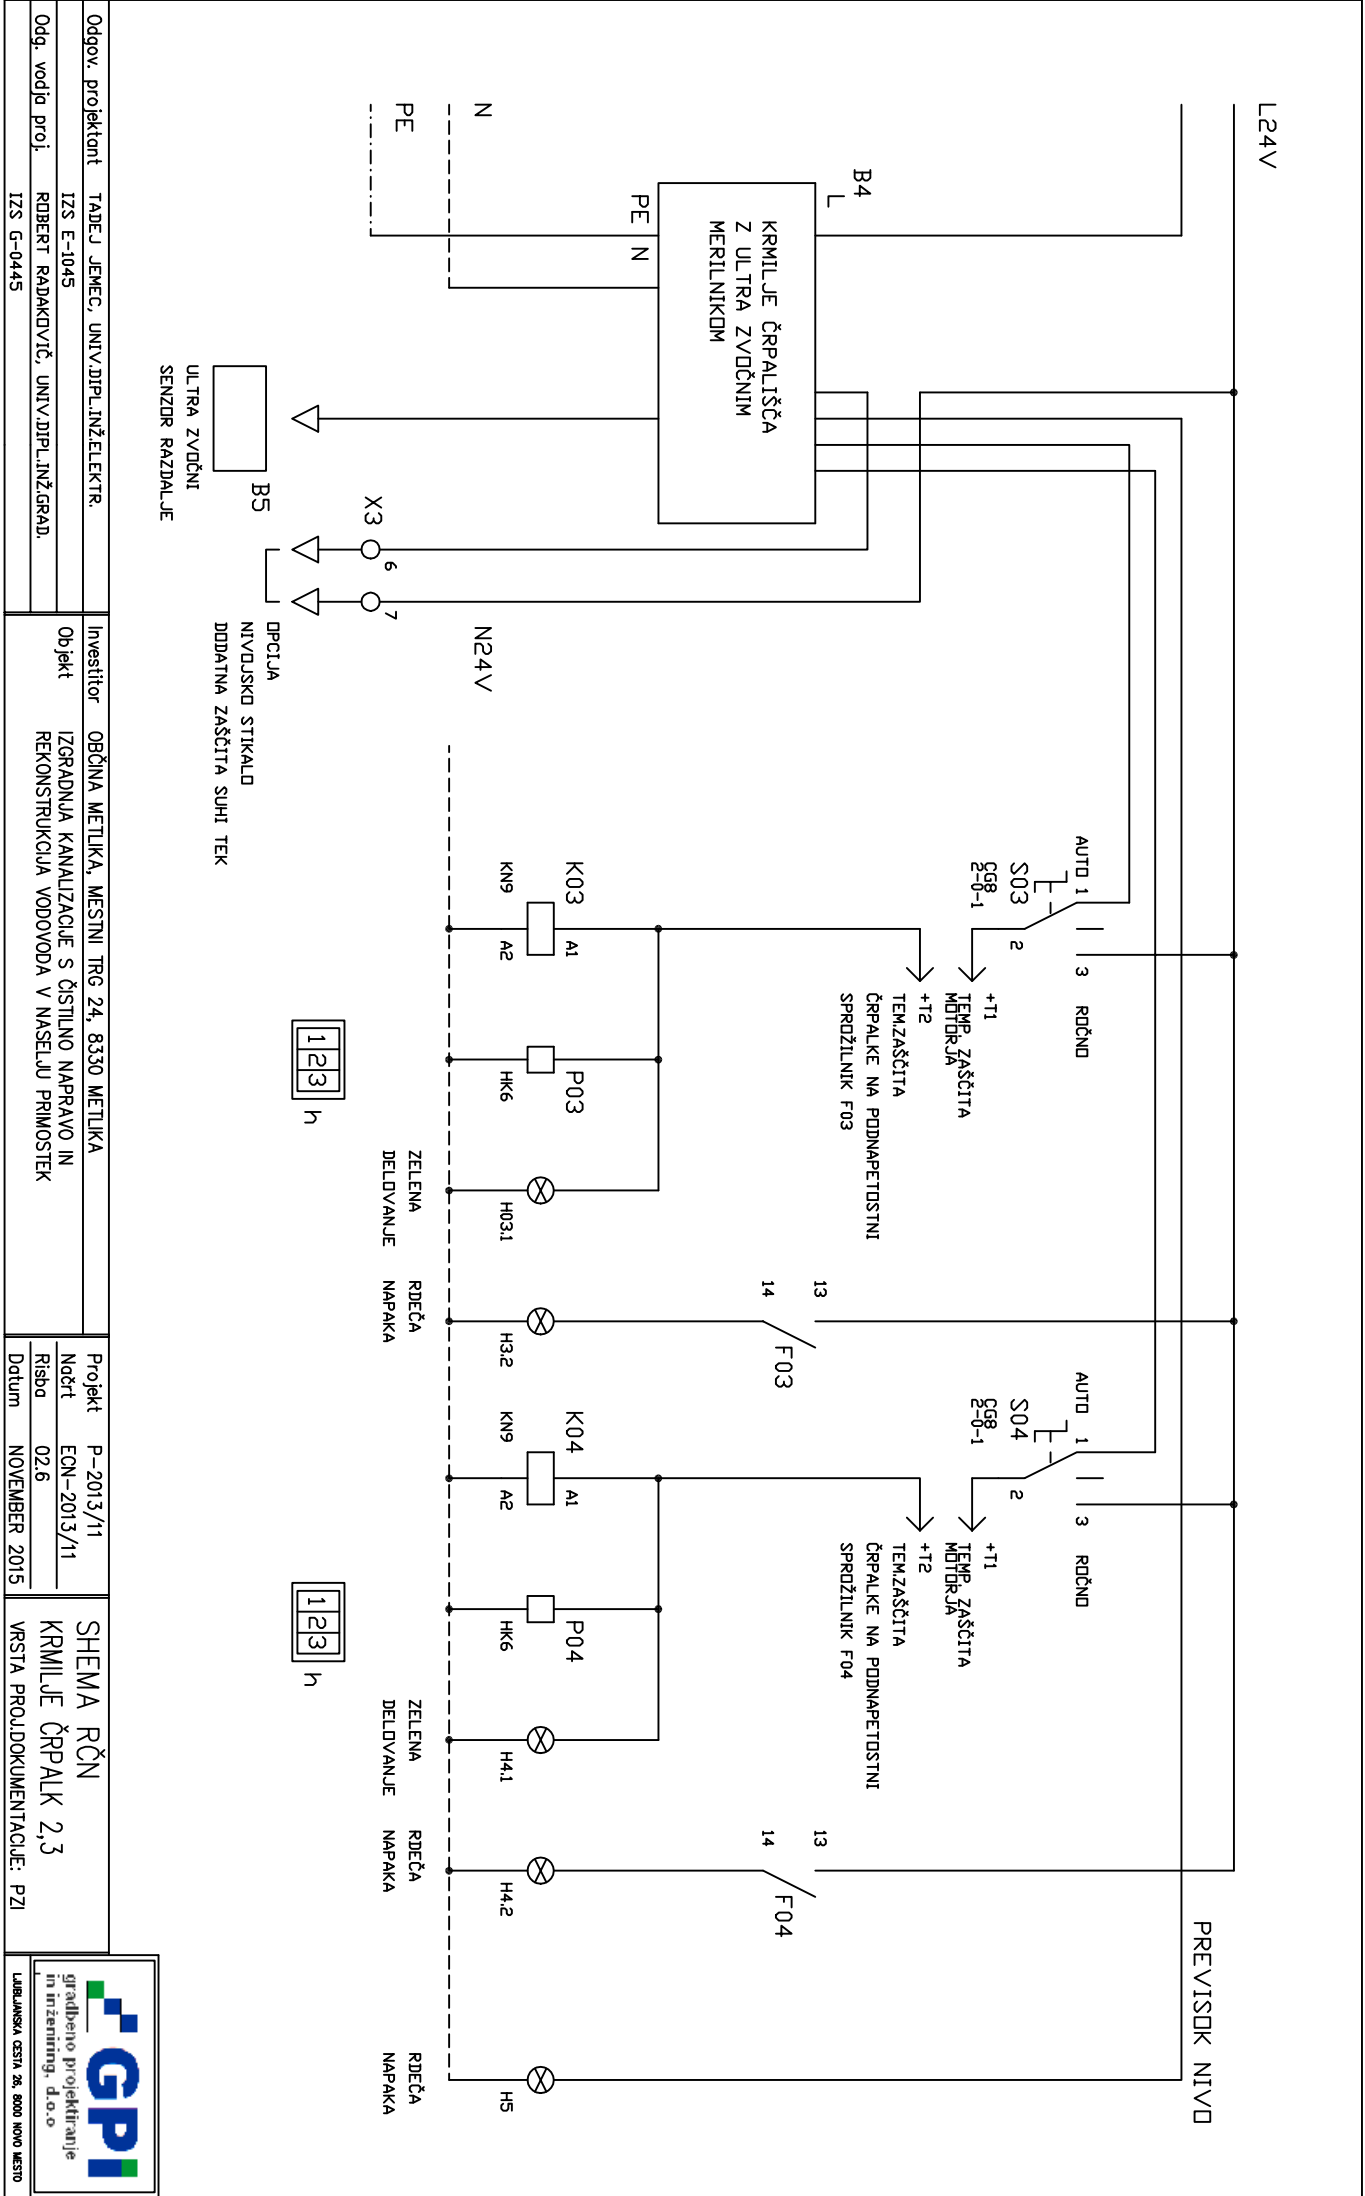 L24V
N
PE
B4
L
PE
N
KRMILJE ČRPALIŠČA
Z ULTRA ZVOČNIM
MERILNIKOM
B5
ULTRA ZVOČNI
SENZOR RAZDALJE
X3
6
7
OPCIJA
NIVOJSKO STIKALO
DODATNA ZAŠČITA SUHI TEK
N24V
AUTO 1
3 ROČNO
S03
CG8
2-0-1
2
+T1
TEMP. ZAŠČITA
MOTORJA
+T2
TEM.ZAŠČITA
ČRPALKE NA PODNAPETOSTNI
SPROŽILNIK F03
K03
KN9
A1
A2
P03
HK6
123
h
H03.1
ZELENA
DELOVANJE
13
14
F03
H3.2
RDEČA
NAPAKA
AUTO 1
3 ROČNO
S04
CG8
2-0-1
2
+T1
TEMP. ZAŠČITA
MOTORJA
+T2
TEM.ZAŠČITA
ČRPALKE NA PODNAPETOSTNI
SPROŽILNIK F04
K04
KN9
A1
A2
P04
HK6
123
h
H4.1
ZELENA
DELOVANJE
13
14
F04
H4.2
RDEČA
NAPAKA
PREVISOK NIVO
H5
RDEČA
NAPAKA
Odgov. projektant TADEJ JEMEC, UNIV.DIPL.INŽ.ELEKTR.
IZS E-1045
Odg. vodja proj. ROBERT RADAKOVIČ, UNIV.DIPL.INŽ.GRAD.
IZS G-0445
Investitor OBČINA METLIKA, MESTNI TRG 24, 8330 METLIKA
Objekt IZGRADNJA KANALIZACIJE S ČISTILNO NAPRAVO IN
REKONSTRUKCIJA VODOVODA V NASELJU PRIMOSTEK
Projekt P-2013/11
Načrt ECN-2013/11
Risba 02.6
Datum NOVEMBER 2015
SHEMA RČN
KRMILJE ČRPALK 2,3
VRSTA PROJ.DOKUMENTACIJE: PZI
GPI
gradbeno projektiranje
in inženiring, d.o.o
LJUBLJANSKA CESTA 26, 8000 NOVO MESTO